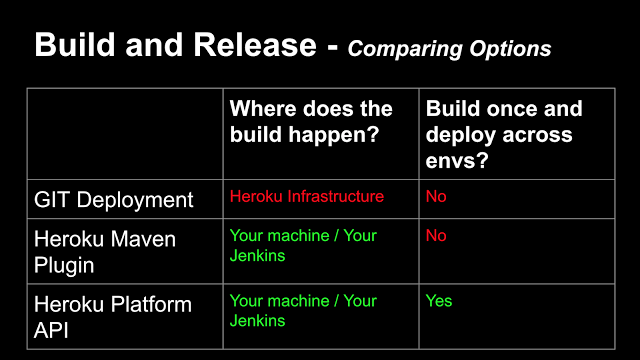 Build and Release - Comparing Options
Where does the
build happen?
Build once and
deploy across
envs?
GIT Deployment
Heroku Infrastructure
No
Heroku Maven
Plugin
Your machine / Your
Jenkins
No
Heroku Platform
API
Your machine / Your
Jenkins
Yes